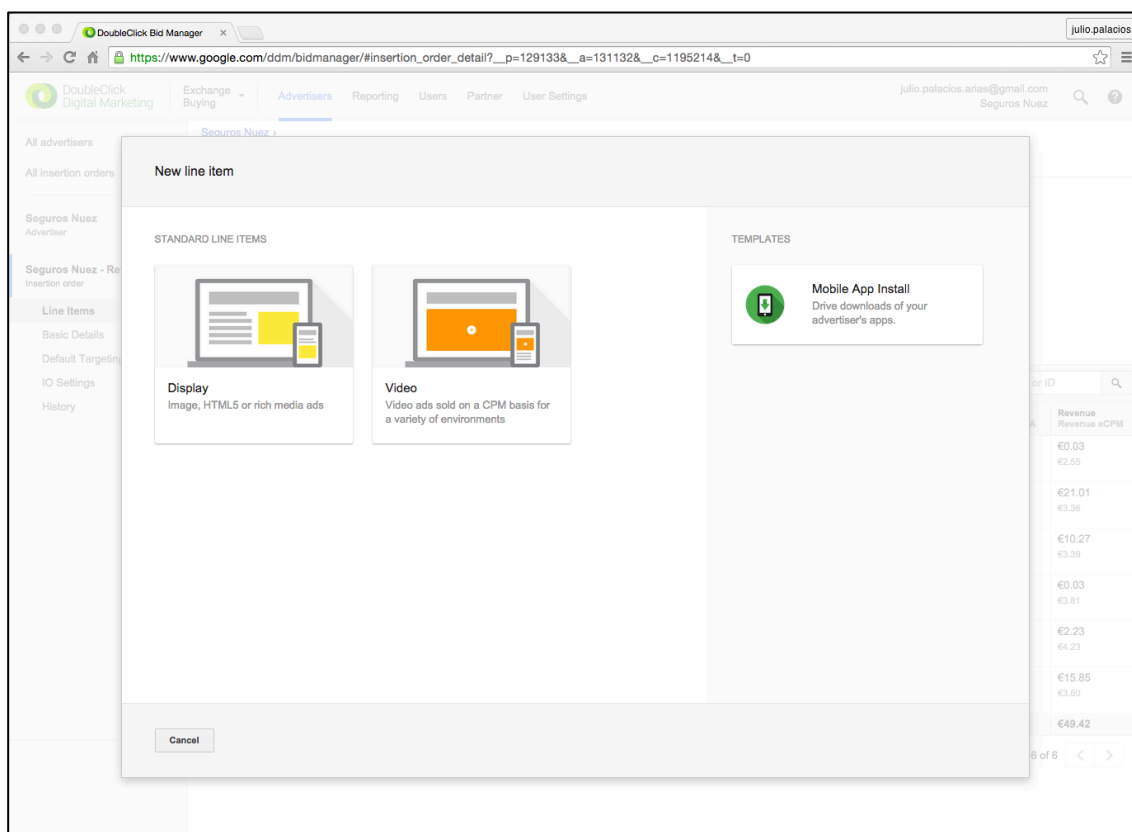 DoubleClick Bid Manager ×
julio.palacios
https://www.google.com/ddm/bidmanager/#insertion_order_detail?__p=129133&__a=131132&__c=1195214&__t=0
DoubleClick
Digital Marketing
Exchange
Buying
Advertisers Reporting Users Partner User Settings
julio.palacios.arias@gmail.com
Seguros Nuez
All advertisers
All insertion orders
Seguros Nuez
Advertiser
Seguros Nuez - Re
Insertion order
Line Items
Basic Details
Default Targeting
IO Settings
History
Seguros Nuez ›
New line item
STANDARD LINE ITEMS
Display
Image, HTML5 or rich media ads
Video
Video ads sold on a CPM basis for
a variety of environments
TEMPLATES
Mobile App Install
Drive downloads of your
advertiser's apps.
Cancel
or ID
A
Revenue
Revenue eCPM
€0.03
€2.55
€21.01
€3.36
€10.27
€3.39
€0.03
€3.81
€2.23
€4.23
€15.85
€3.60
€49.42
6 of 6